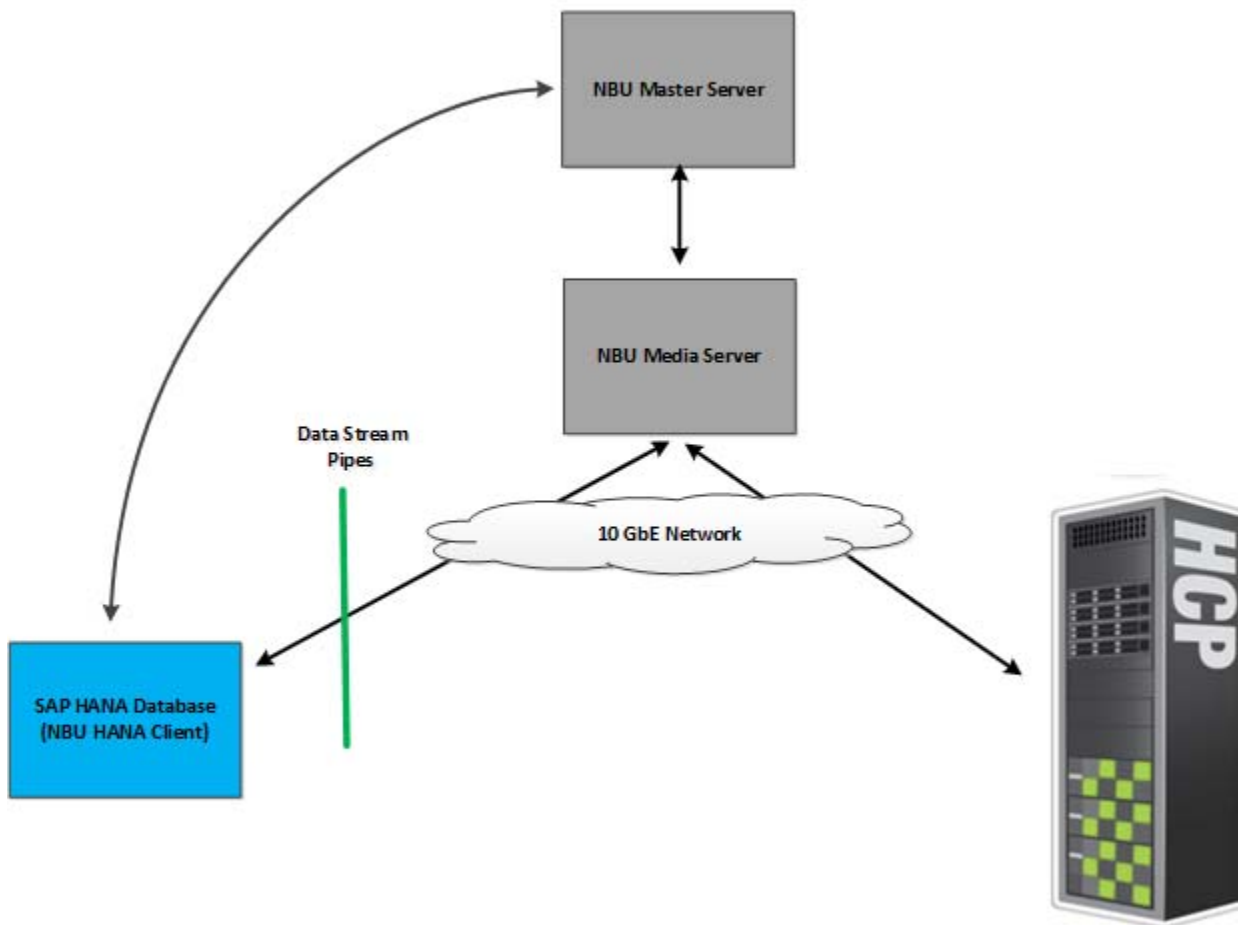 NBU Master Server
NBU Media Server
Data Stream
Pipes
10 GbE Network
HCP
SAP HANA Database
(NBU HANA Client)